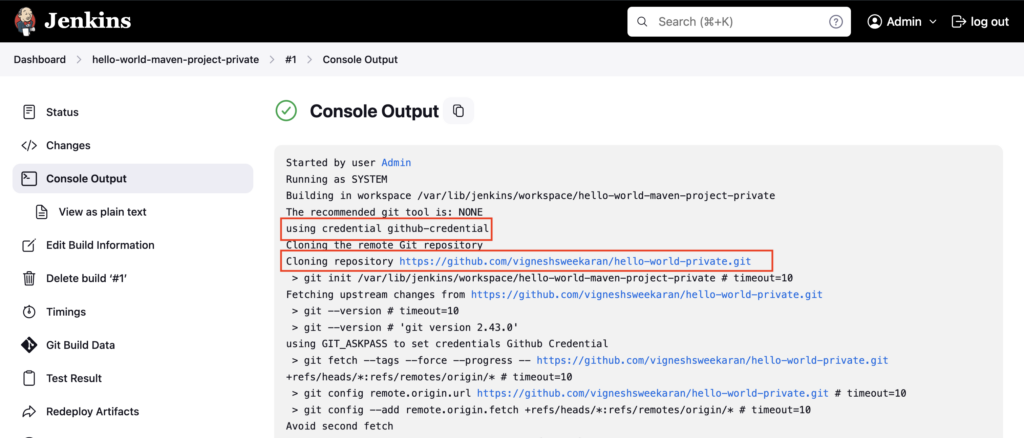 Jenkins
Search (⌘+K)
?
Admin
log out
Dashboard > hello-world-maven-project-private > #1 > Console Output
Status
Changes
Console Output
View as plain text
Edit Build Information
Delete build ‘#1’
Timings
Git Build Data
Test Result
Redeploy Artifacts
Console Output
Started by user Admin
Running as SYSTEM
Building in workspace /var/lib/jenkins/workspace/hello-world-maven-project-private
The recommended git tool is: NONE
using credential github-credential
Cloning the remote Git repository
Cloning repository https://github.com/vigneshsweekaran/hello-world-private.git
> git init /var/lib/jenkins/workspace/hello-world-maven-project-private # timeout=10
Fetching upstream changes from https://github.com/vigneshsweekaran/hello-world-private.git
> git --version # timeout=10
> git --version # 'git version 2.43.0'
using GIT_ASKPASS to set credentials Github Credential
> git fetch --tags --force --progress -- https://github.com/vigneshsweekaran/hello-world-private.git
+refs/heads/*:refs/remotes/origin/* # timeout=10
> git config remote.origin.url https://github.com/vigneshsweekaran/hello-world-private.git # timeout=10
> git config --add remote.origin.fetch +refs/heads/*:refs/remotes/origin/* # timeout=10
Avoid second fetch